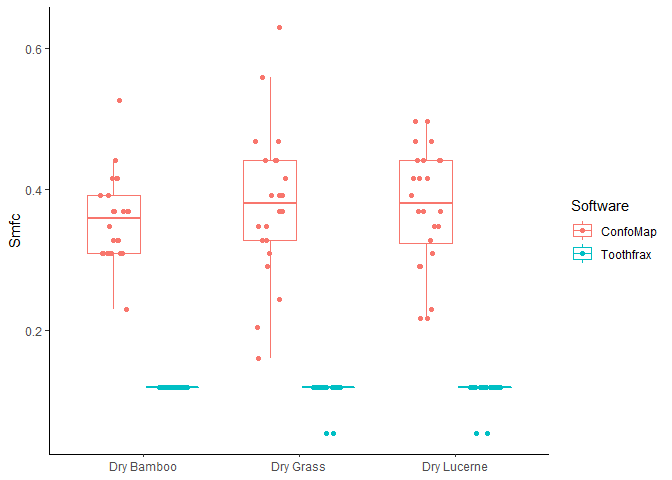 0.6
0.4
0.2
Smfc
Dry Bamboo
Dry Grass
Dry Lucerne
Software
ConfoMap
Toothfrax